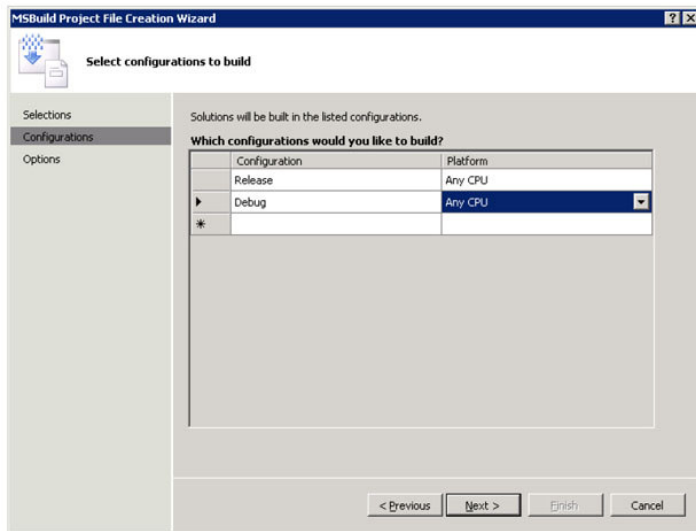 MSBuild Project File Creation Wizard
Select configurations to build
Selections
Configurations
Options
Solutions will be built in the listed configurations.
Which configurations would you like to build?
Configuration Platform
Release Any CPU
Debug Any CPU
< Previous Next > Finish Cancel